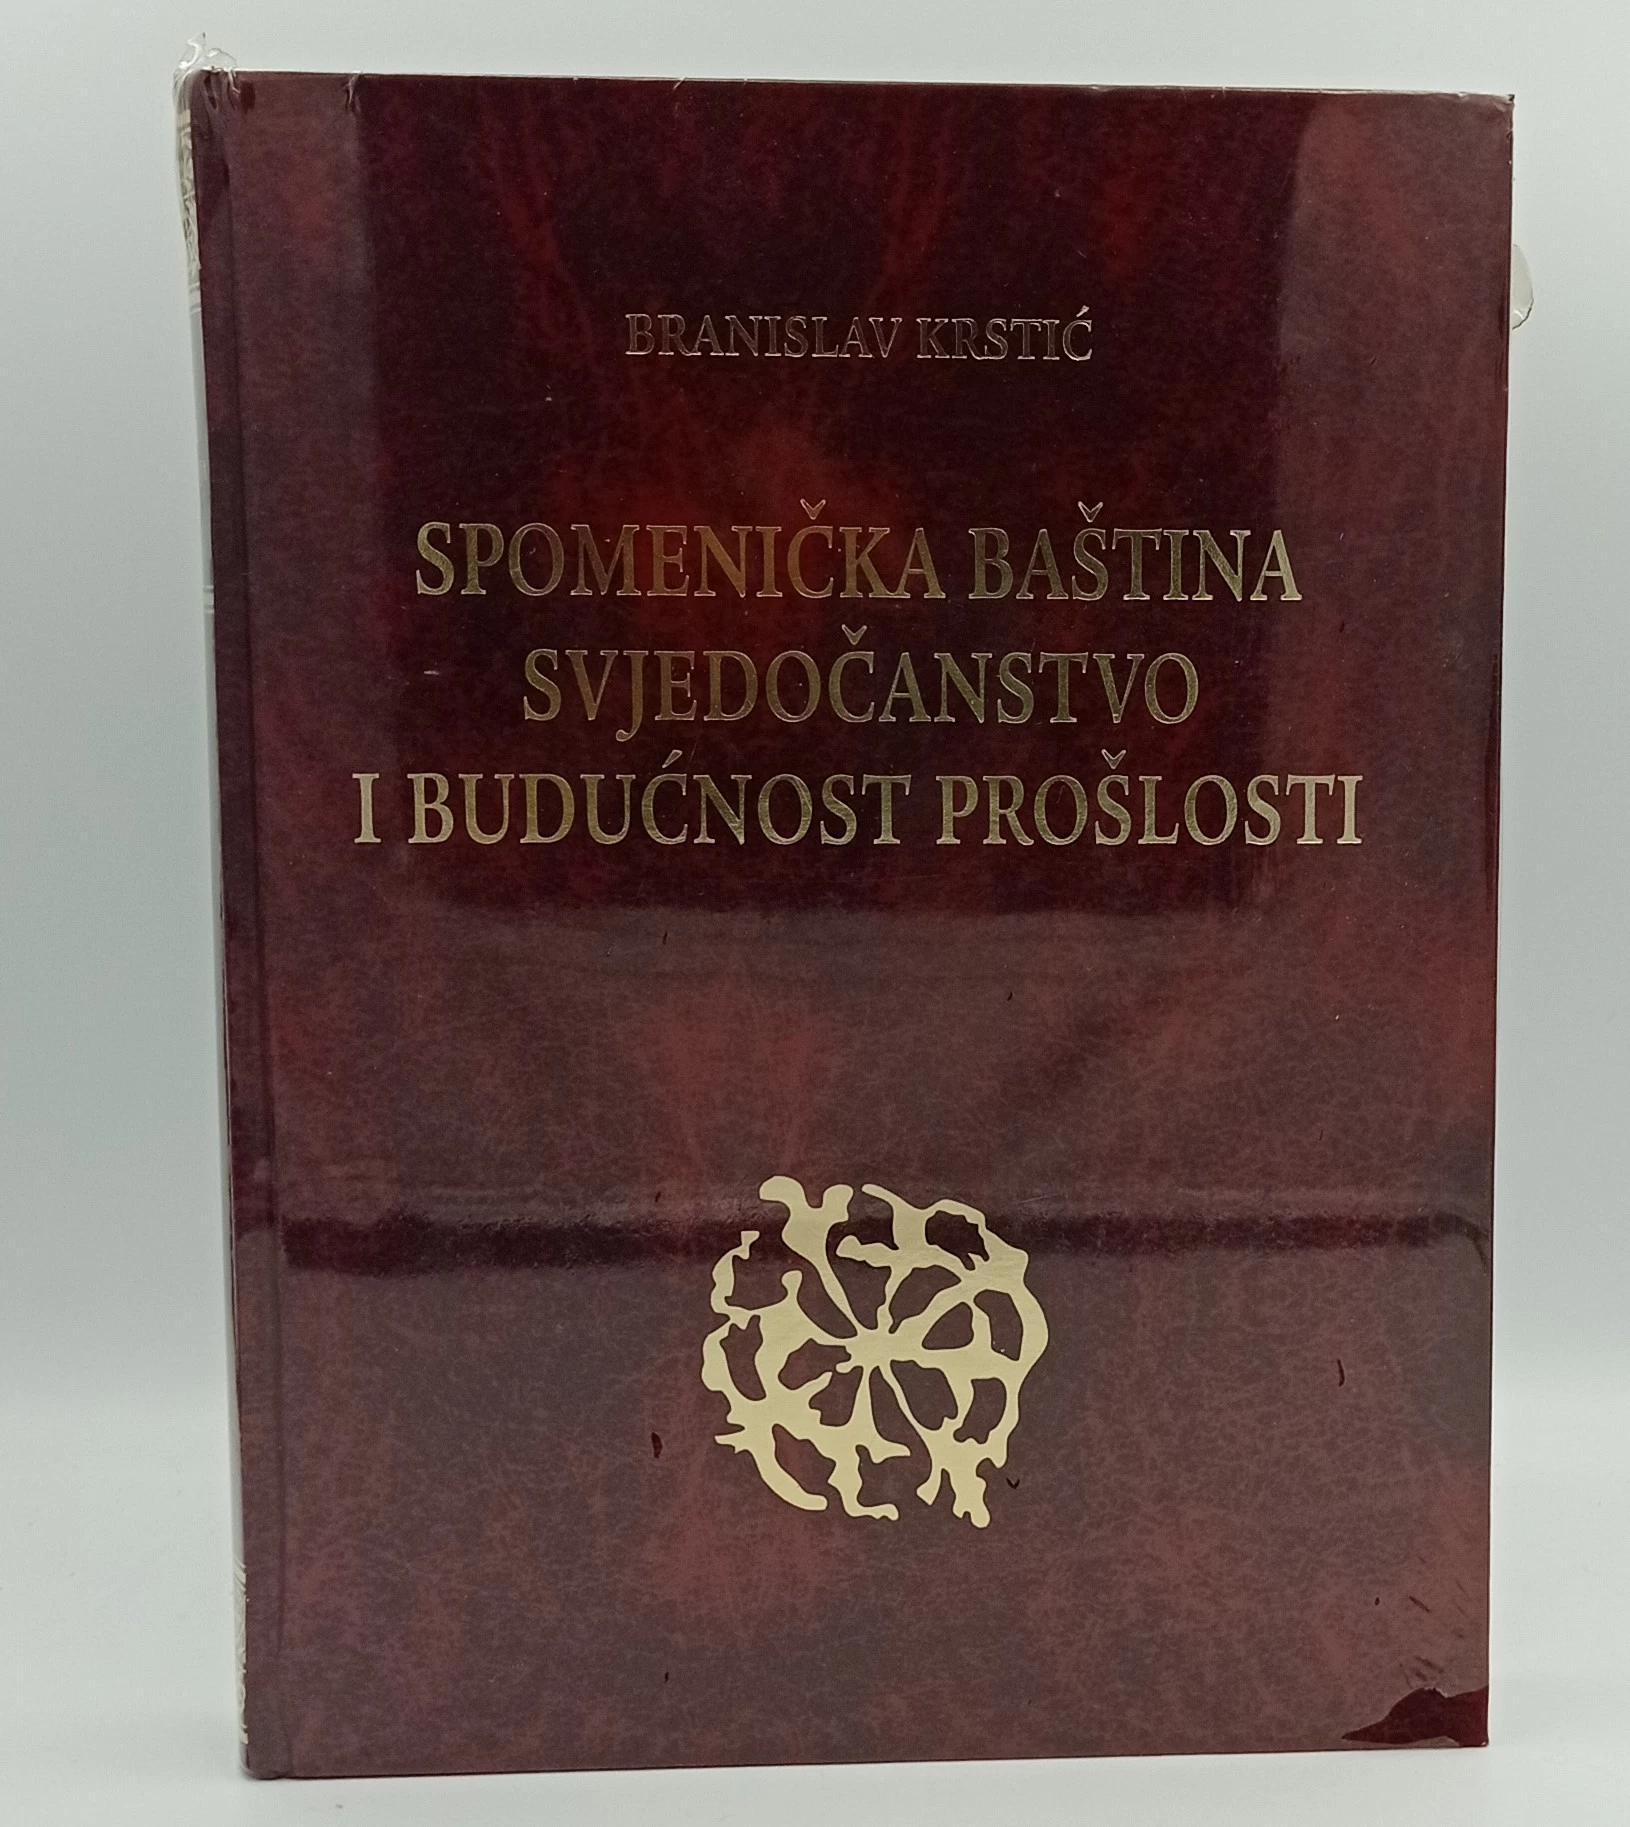 BRANISLAV KRSTIĆ
SPOMENIČKA BAŠTINA
SVJEDOČANSTVO
I BUDUĆNOST PROŠLOSTI